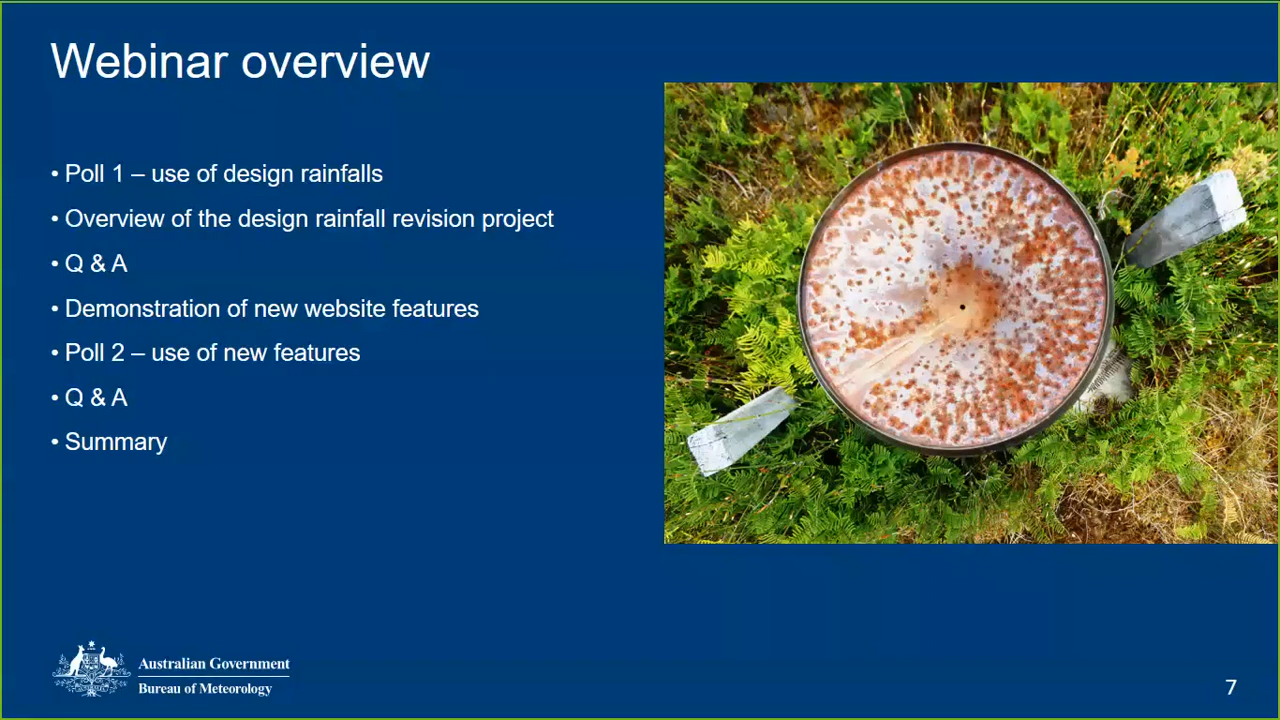 Webinar overview
• Poll 1 – use of design rainfalls
• Overview of the design rainfall revision project
• Q & A
• Demonstration of new website features
• Poll 2 – use of new features
• Q & A
• Summary
Australian Government
Bureau of Meteorology
7